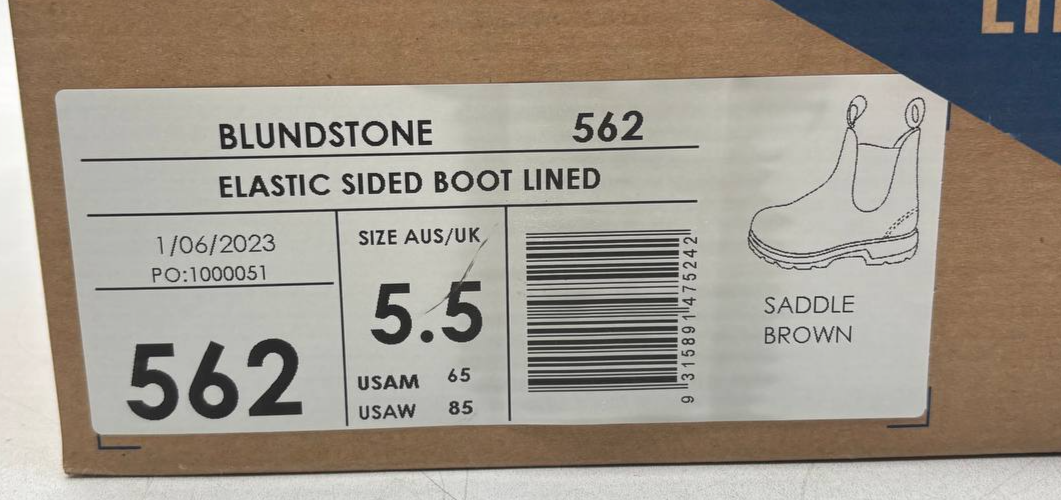 BLUNDSTONE 562
ELASTIC SIDED BOOT LINED
1/06/2023
PO:1000051
562
SIZE AUS/UK
5.5
USAM 65
USAW 85
9 315891 475242
SADDLE
BROWN